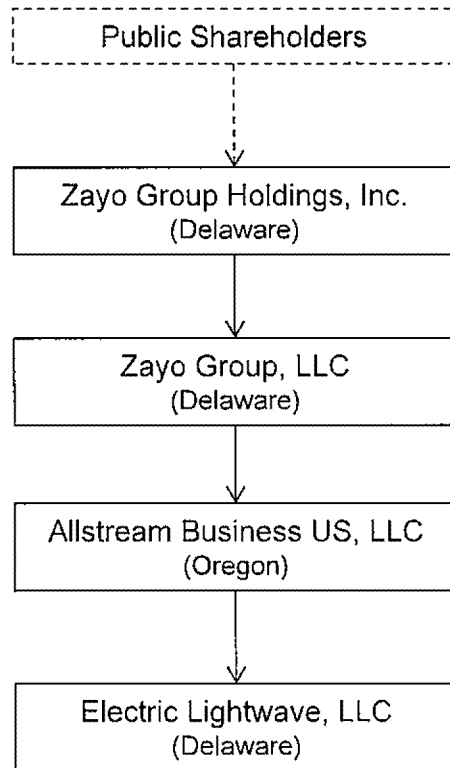 Public Shareholders
Zayo Group Holdings, Inc.
(Delaware)
Zayo Group, LLC
(Delaware)
Allstream Business US, LLC
(Oregon)
Electric Lightwave, LLC
(Delaware)